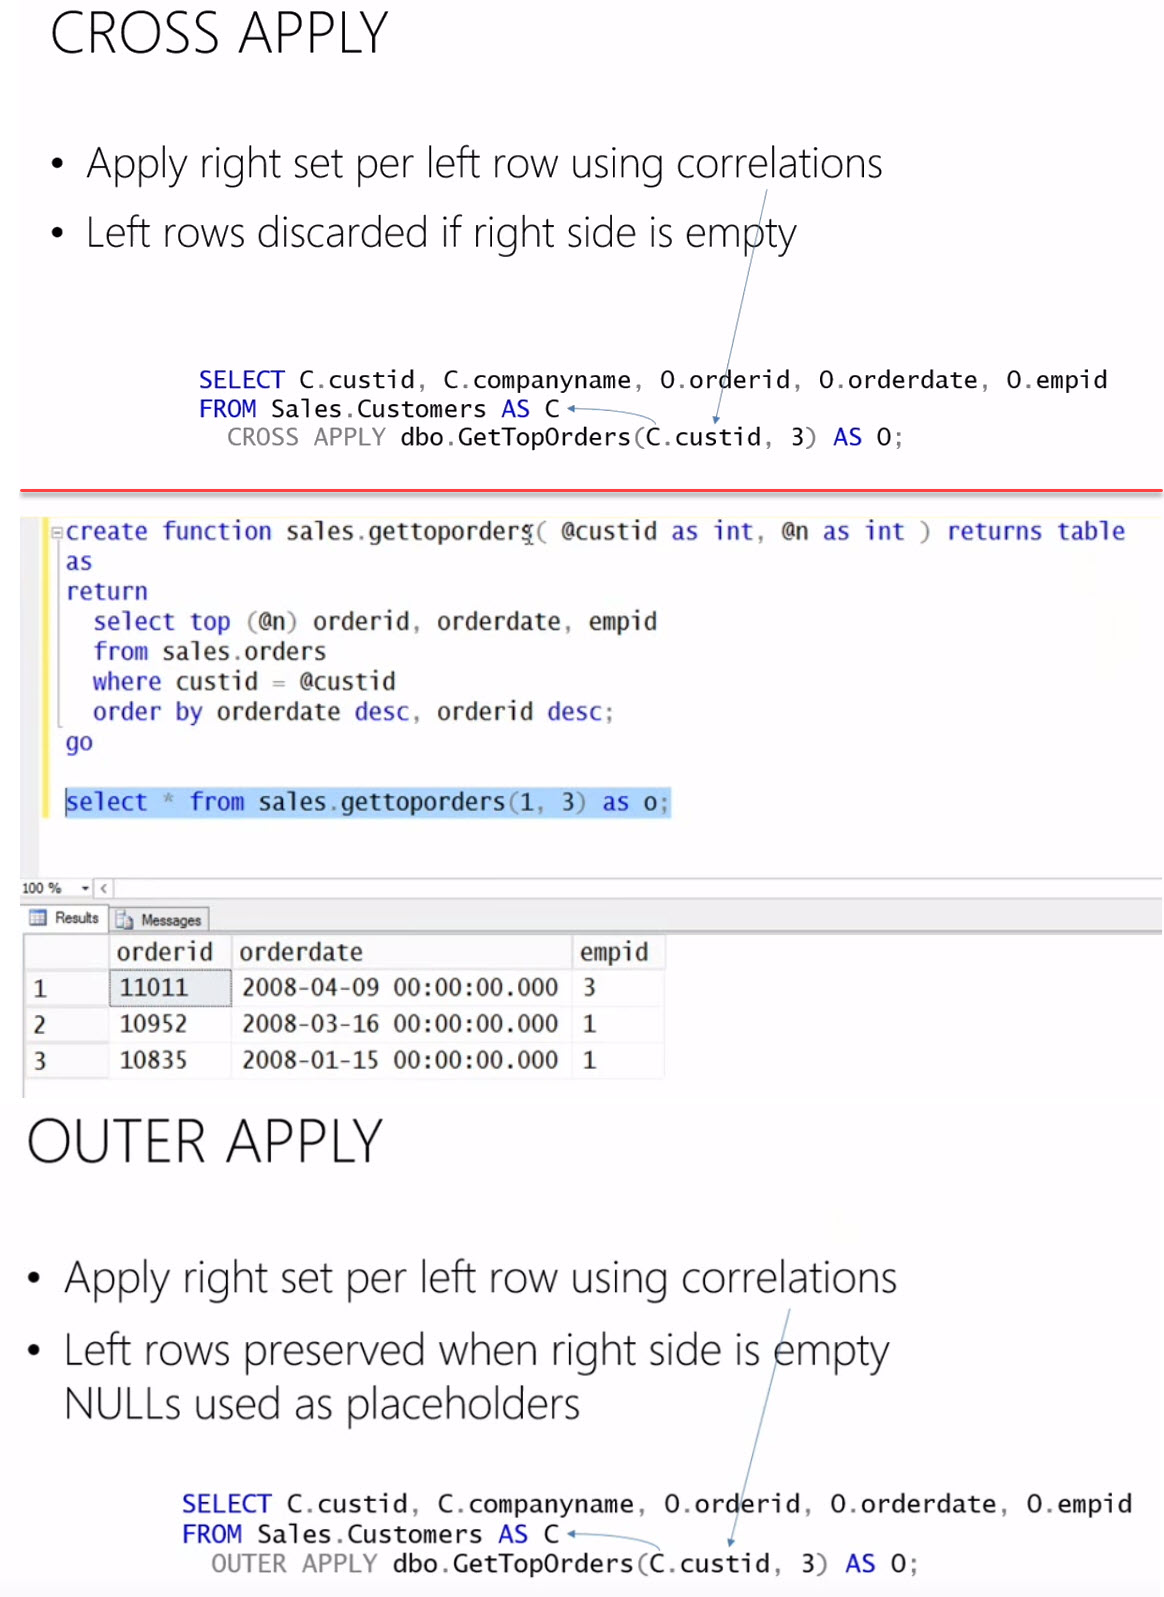 CROSS APPLY
• Apply right set per left row using correlations
• Left rows discarded if right side is empty
SELECT C.custid, C.companyname, O.orderid, O.orderdate, O.empid
FROM Sales.Customers AS C
CROSS APPLY dbo.GetTopOrders(C.custid, 3) AS O;
create function sales.gettoporders( @custid as int, @n as int ) returns table
as
return
select top (@n) orderid, orderdate, empid
from sales.orders
where custid = @custid
order by orderdate desc, orderid desc;
go
select * from sales.gettoporders(1, 3) as o;
100 %
Results Messages
orderid orderdate empid
1 11011 2008-04-09 00:00:00.000 3
2 10952 2008-03-16 00:00:00.000 1
3 10835 2008-01-15 00:00:00.000 1
OUTER APPLY
• Apply right set per left row using correlations
• Left rows preserved when right side is empty
NULLs used as placeholders
SELECT C.custid, C.companyname, O.orderid, O.orderdate, O.empid
FROM Sales.Customers AS C
OUTER APPLY dbo.GetTopOrders(C.custid, 3) AS O;